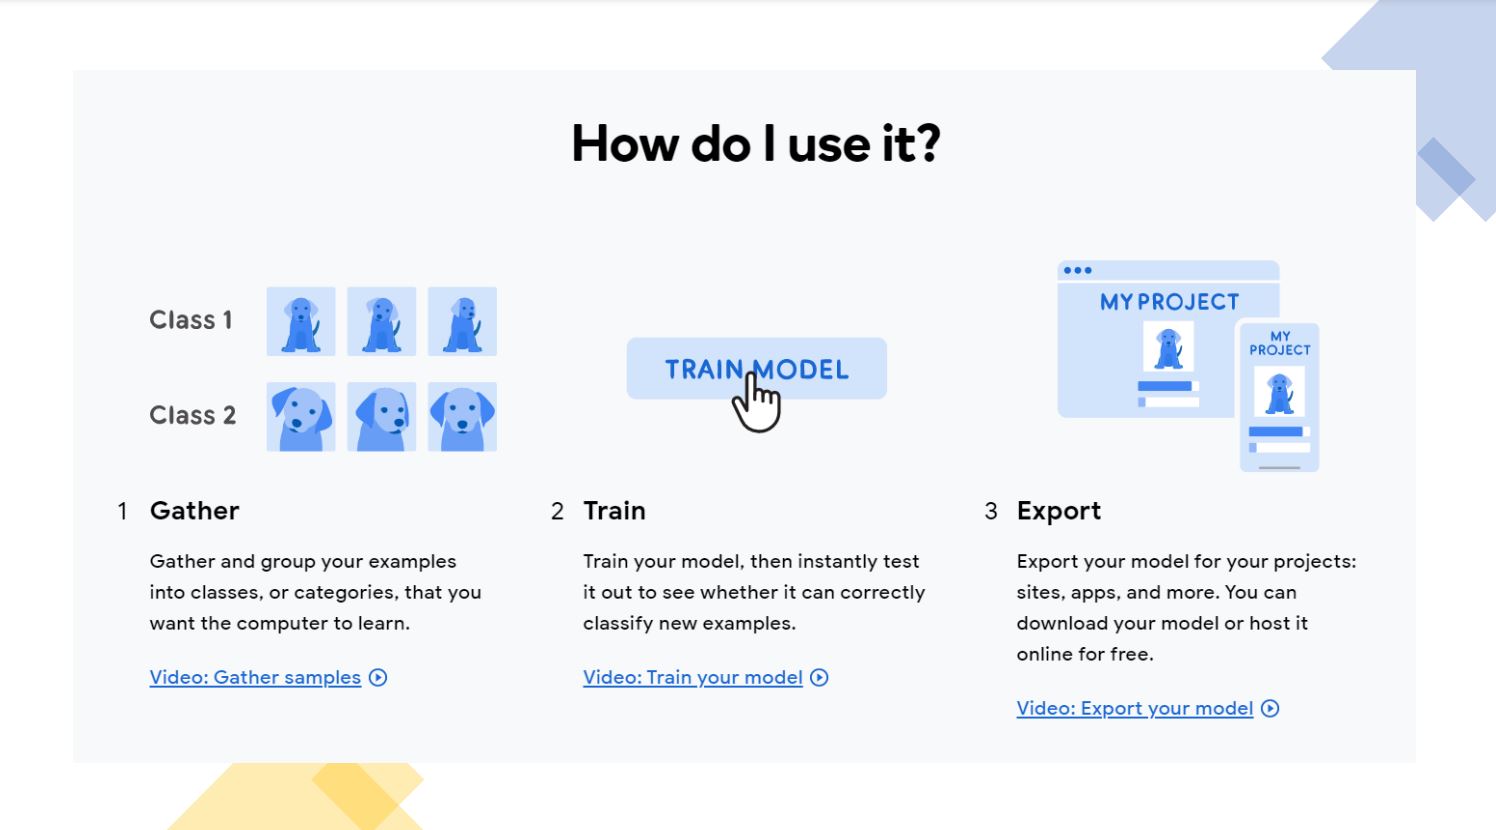 How do I use it?
Class 1
Class 2
TRAIN MODEL
MY PROJECT
MY
PROJECT
1 Gather
Gather and group your examples
into classes, or categories, that you
want the computer to learn.
Video: Gather samples
2 Train
Train your model, then instantly test
it out to see whether it can correctly
classify new examples.
Video: Train your model
3 Export
Export your model for your projects:
sites, apps, and more. You can
download your model or host it
online for free.
Video: Export your model